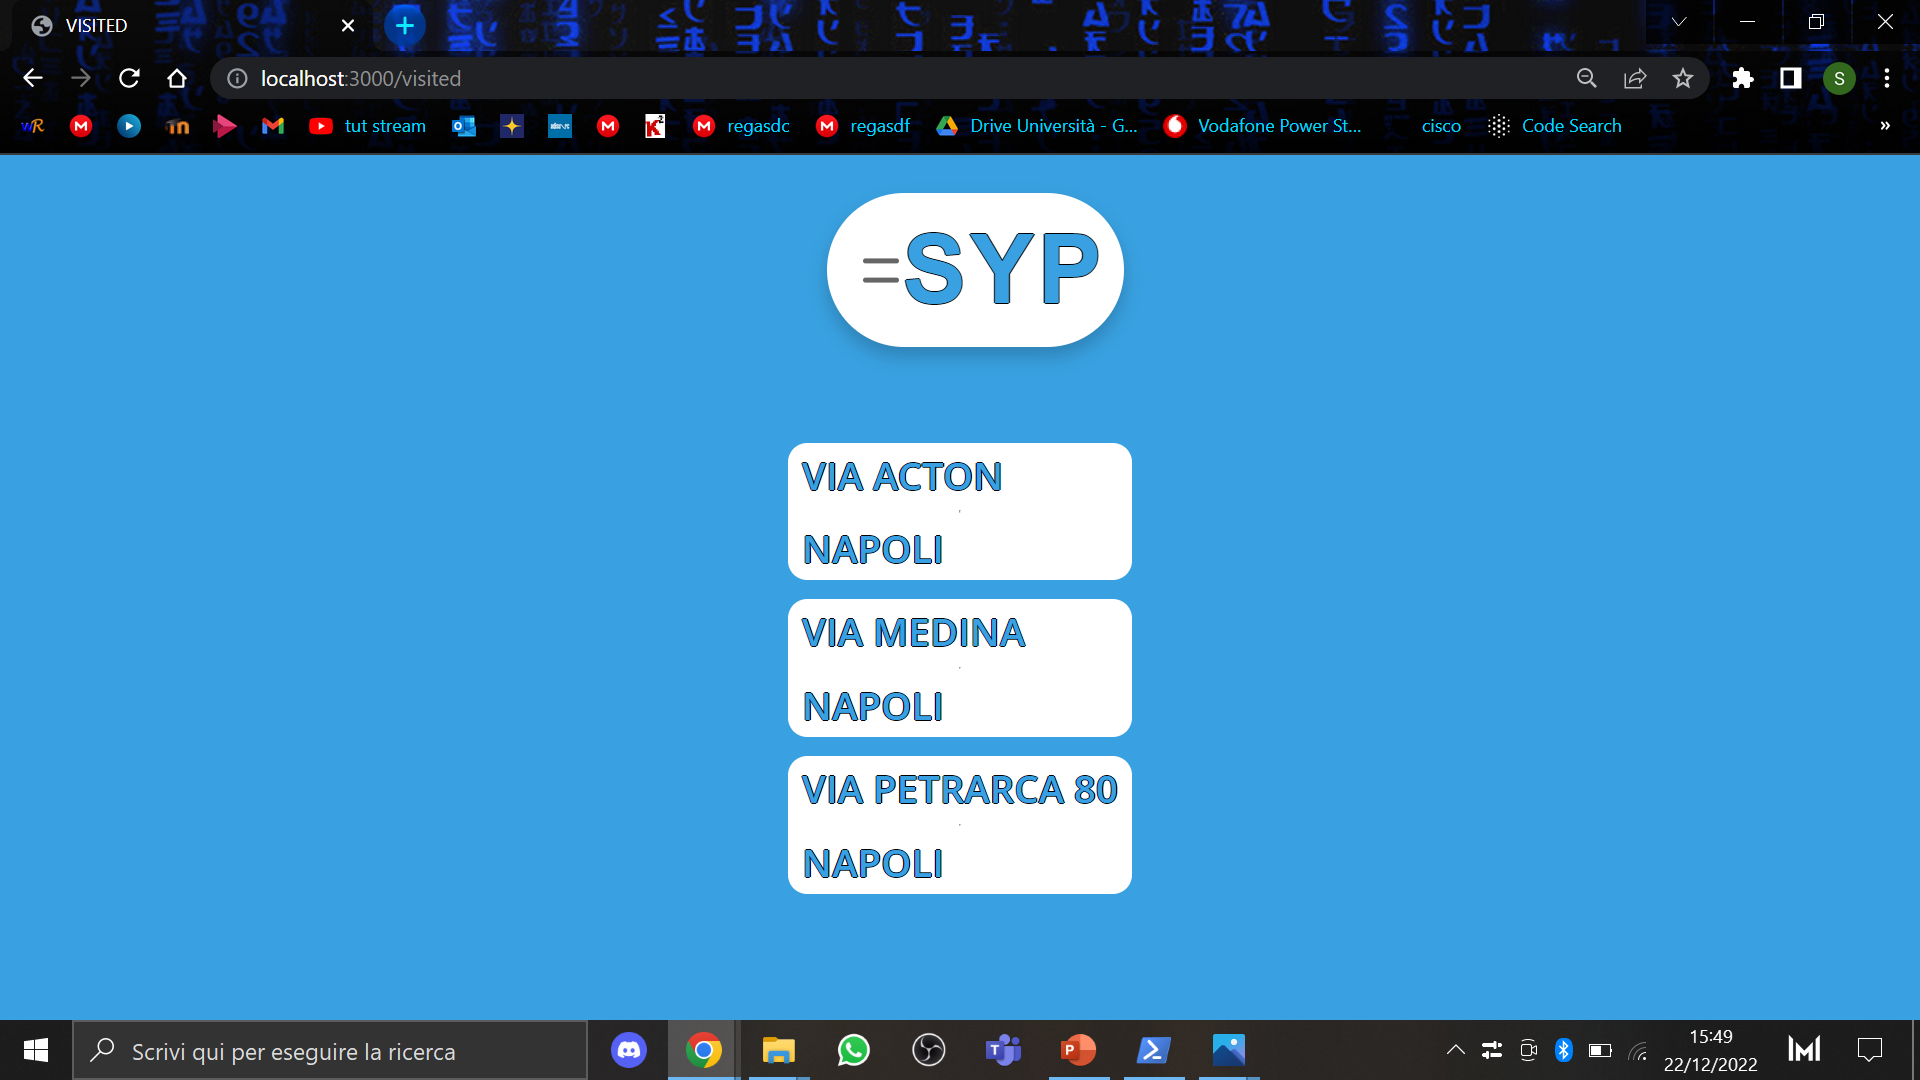 VISITED
localhost:3000/visited
S
tut stream
regasdc
regasdf
Drive Università - G...
Vodafone Power St...
cisco
Code Search
»
=SYP
VIA ACTON
,
NAPOLI
VIA MEDINA
,
NAPOLI
VIA PETRARCA 80
,
NAPOLI
Scrivi qui per eseguire la ricerca
15:49
22/12/2022